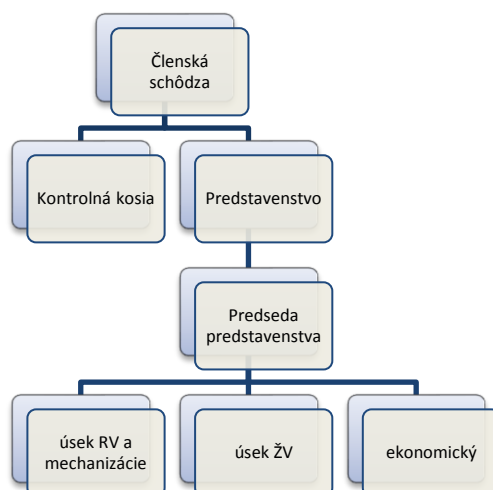 Členská
schôdza
Kontrolná kosia
Predstavenstvo
Predseda
predstavenstva
úsek RV a
mechanizácie
úsek ŽV
ekonomický